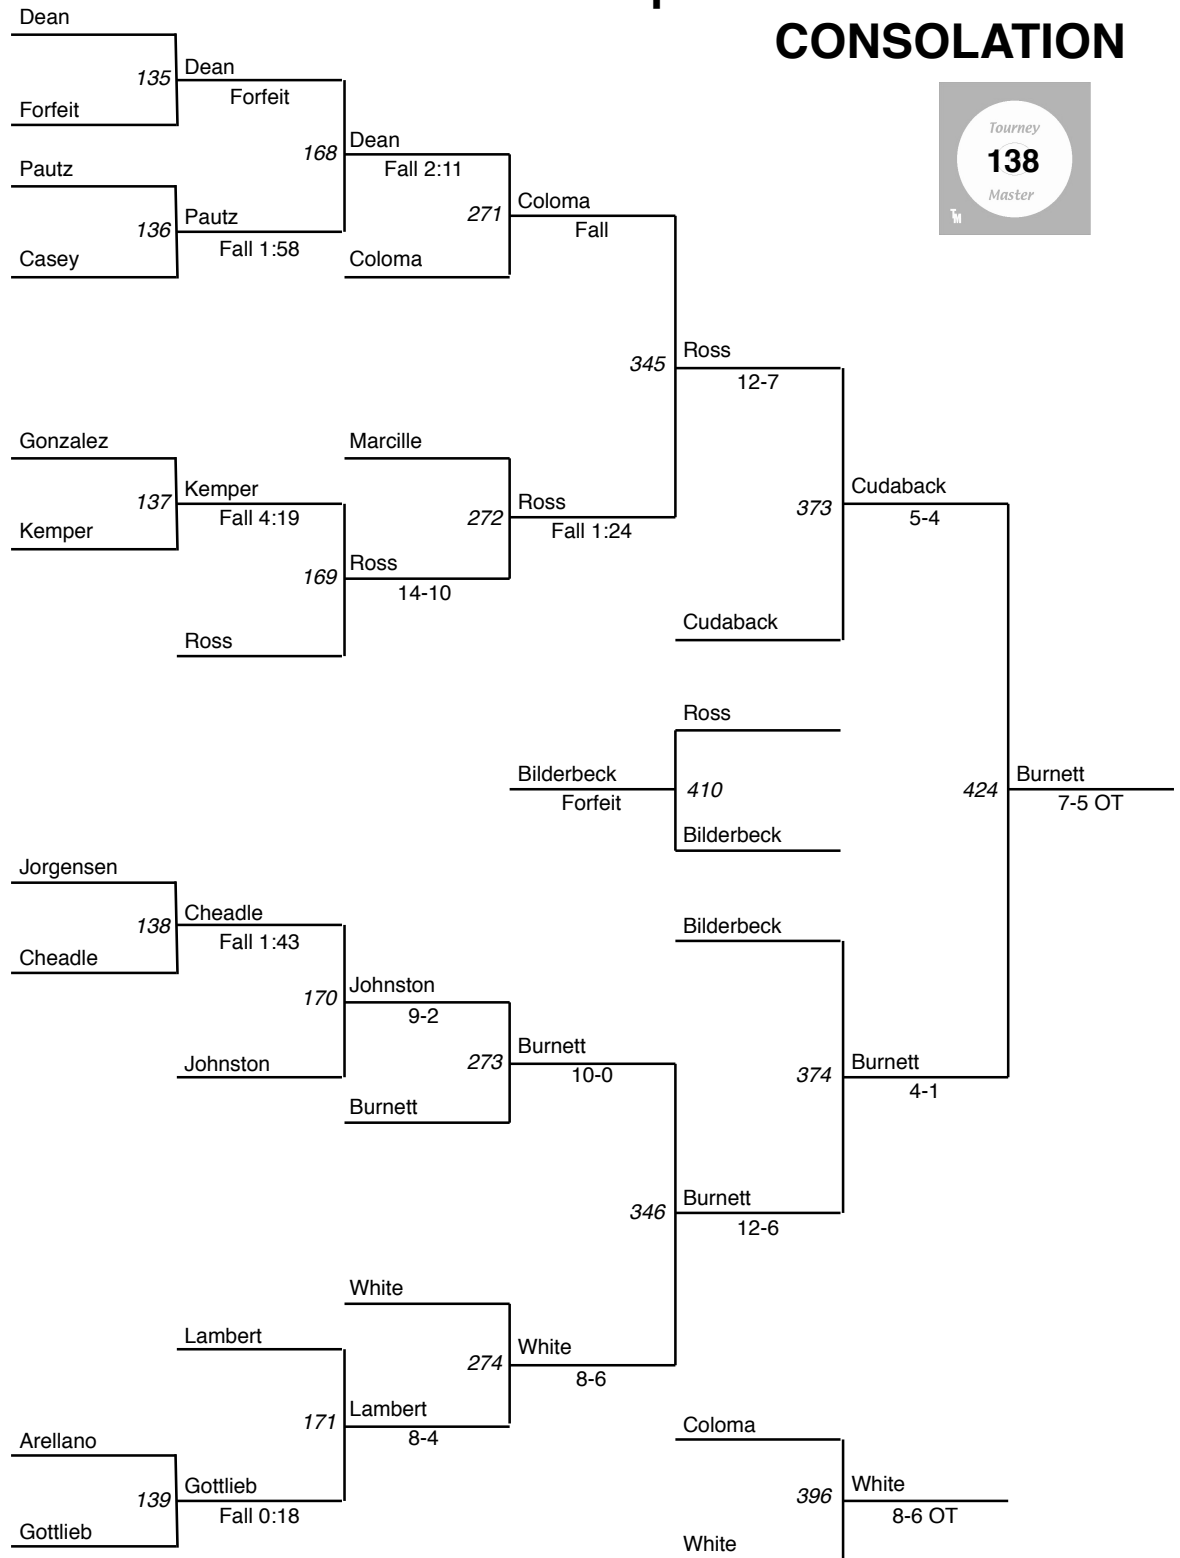 CONSOLATION
Dean
135
Dean
Forfeit
Forfeit
168
Dean
Fall 2:11
Pautz
136
Pautz
Fall 1:58
Casey
271
Coloma
Fall
Coloma
Tourney
138
Master
TM
345
Ross
12-7
Gonzalez
137
Kemper
Fall 4:19
Kemper
Marcille
272
Ross
Fall 1:24
169
Ross
14-10
Ross
373
Cudaback
5-4
Cudaback
Ross
Bilderbeck
Forfeit
410
Bilderbeck
424
Burnett
7-5 OT
Jorgensen
138
Cheadle
Fall 1:43
Cheadle
Bilderbeck
170
Johnston
9-2
Johnston
273
Burnett
10-0
Burnett
374
Burnett
4-1
346
Burnett
12-6
White
Lambert
274
White
8-6
171
Lambert
8-4
Arellano
139
Gottlieb
Fall 0:18
Gottlieb
Coloma
396
White
8-6 OT
White